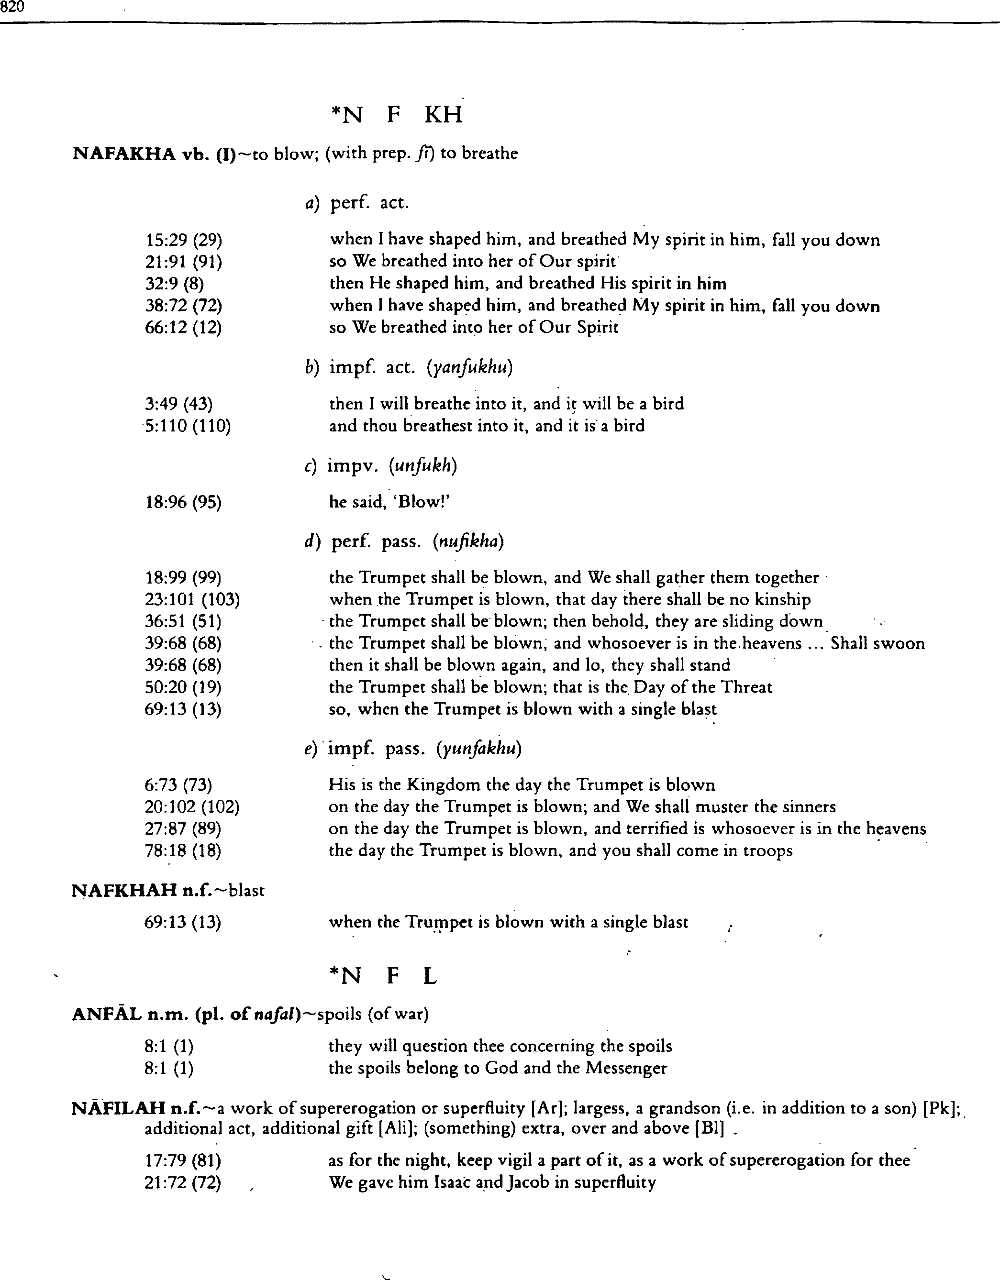 820
*N F KH
NAFAKHA vb. (I)~to blow; (with prep. fī) to breathe
a) perf. act.
15:29 (29) when I have shaped him, and breathed My spirit in him, fall you down
21:91 (91) so We breathed into her of Our spirit
32:9 (8) then He shaped him, and breathed His spirit in him
38:72 (72) when I have shaped him, and breathed My spirit in him, fall you down
66:12 (12) so We breathed into her of Our Spirit
b) impf. act. (yanfukhu)
3:49 (43) then I will breathe into it, and it will be a bird
5:110 (110) and thou breathest into it, and it is a bird
c) impv. (unfukh)
18:96 (95) he said, 'Blow!'
d) perf. pass. (nufikha)
18:99 (99) the Trumpet shall be blown, and We shall gather them together
23:101 (103) when the Trumpet is blown, that day there shall be no kinship
36:51 (51) the Trumpet shall be blown; then behold, they are sliding down
39:68 (68) the Trumpet shall be blown, and whosoever is in the heavens ... Shall swoon
39:68 (68) then it shall be blown again, and lo, they shall stand
50:20 (19) the Trumpet shall be blown; that is the Day of the Threat
69:13 (13) so, when the Trumpet is blown with a single blast
e) impf. pass. (yunfakhu)
6:73 (73) His is the Kingdom the day the Trumpet is blown
20:102 (102) on the day the Trumpet is blown; and We shall muster the sinners
27:87 (89) on the day the Trumpet is blown, and terrified is whosoever is in the heavens
78:18 (18) the day the Trumpet is blown, and you shall come in troops
NAFKHAH n.f.~blast
69:13 (13) when the Trumpet is blown with a single blast
*N F L
ANFĀL n.m. (pl. of nafal)~spoils (of war)
8:1 (1) they will question thee concerning the spoils
8:1 (1) the spoils belong to God and the Messenger
NĀFILAH n.f.~a work of supererogation or superfluity [Ar]; largess, a grandson (i.e. in addition to a son) [Pk];
additional act, additional gift [Ali]; (something) extra, over and above [Bl]
17:79 (81) as for the night, keep vigil a part of it, as a work of supererogation for thee
21:72 (72) We gave him Isaac and Jacob in superfluity